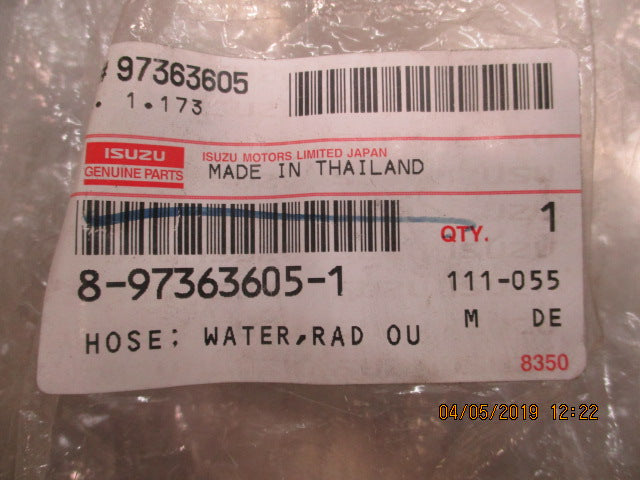 # 97363605
. 1.173
ISUZU
GENUINE PARTS
ISUZU MOTORS LIMITED JAPAN
MADE IN THAILAND
QTY. 1
8-97363605-1 111-055
HOSE; WATER,RAD OU M DE
8350
04/05/2019 12:22